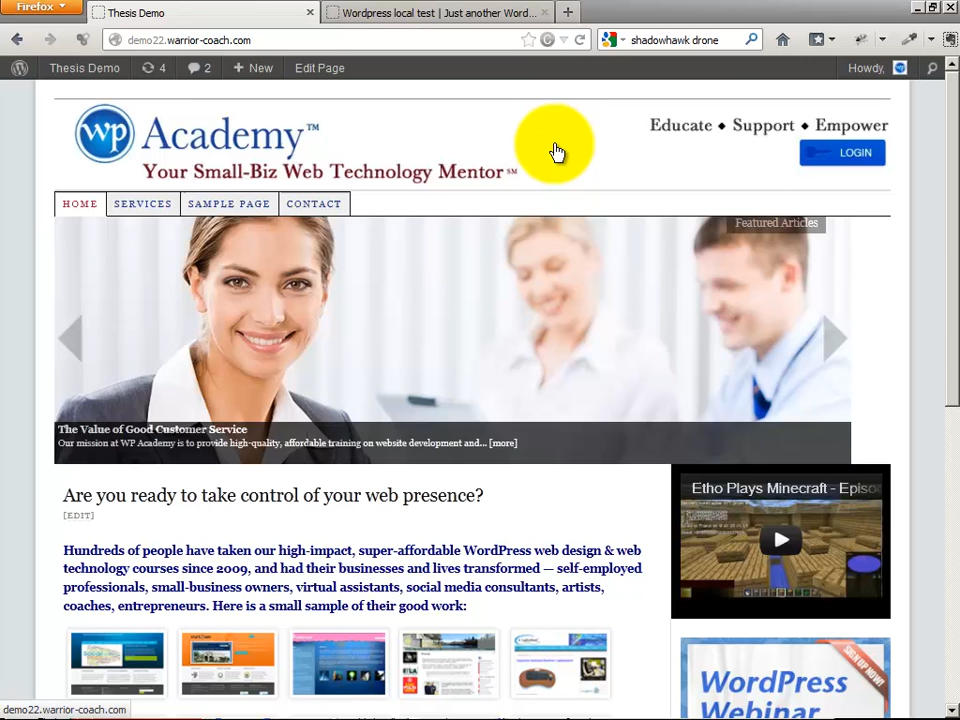 Firefox
Thesis Demo
Wordpress local test | Just another Word...
demo22.warrior-coach.com
shadowhawk drone
Thesis Demo
4
2
New
Edit Page
Howdy,
wp Academy™
Your Small-Biz Web Technology Mentor℠
Educate ◆ Support ◆ Empower
LOGIN
HOME
SERVICES
SAMPLE PAGE
CONTACT
Featured Articles
The Value of Good Customer Service
Our mission at WP Academy is to provide high-quality, affordable training on website development and... [more]
Are you ready to take control of your web presence?
[EDIT]
Hundreds of people have taken our high-impact, super-affordable WordPress web design & web
technology courses since 2009, and had their businesses and lives transformed — self-employed
professionals, small-business owners, virtual assistants, social media consultants, artists,
coaches, entrepreneurs. Here is a small sample of their good work:
Etho Plays Minecraft - Episo
SIGN UP NOW!
WordPress
Webinar
demo22.warrior-coach.com